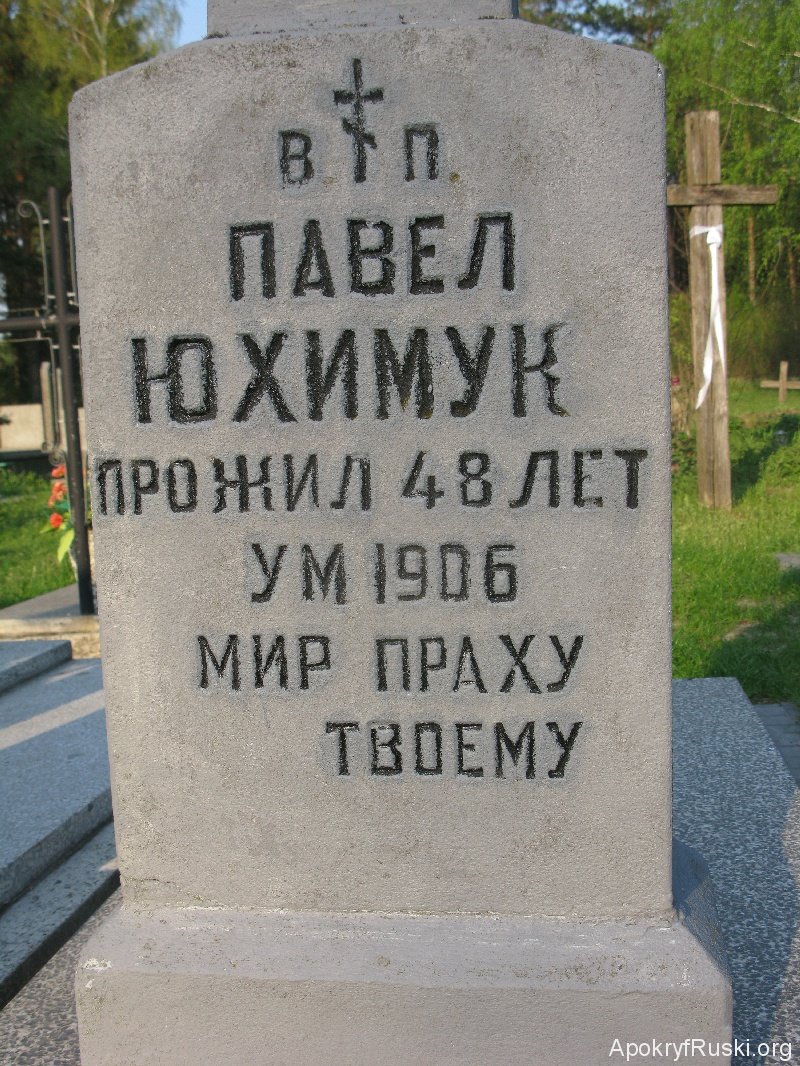 В. П.
ПАВЕЛ
ЮХИМУК
ПРОЖИЛ 48 ЛЕТ
УМ 1906
МИР ПРАХУ
ТВОЕМУ
ApokryfRuski.org